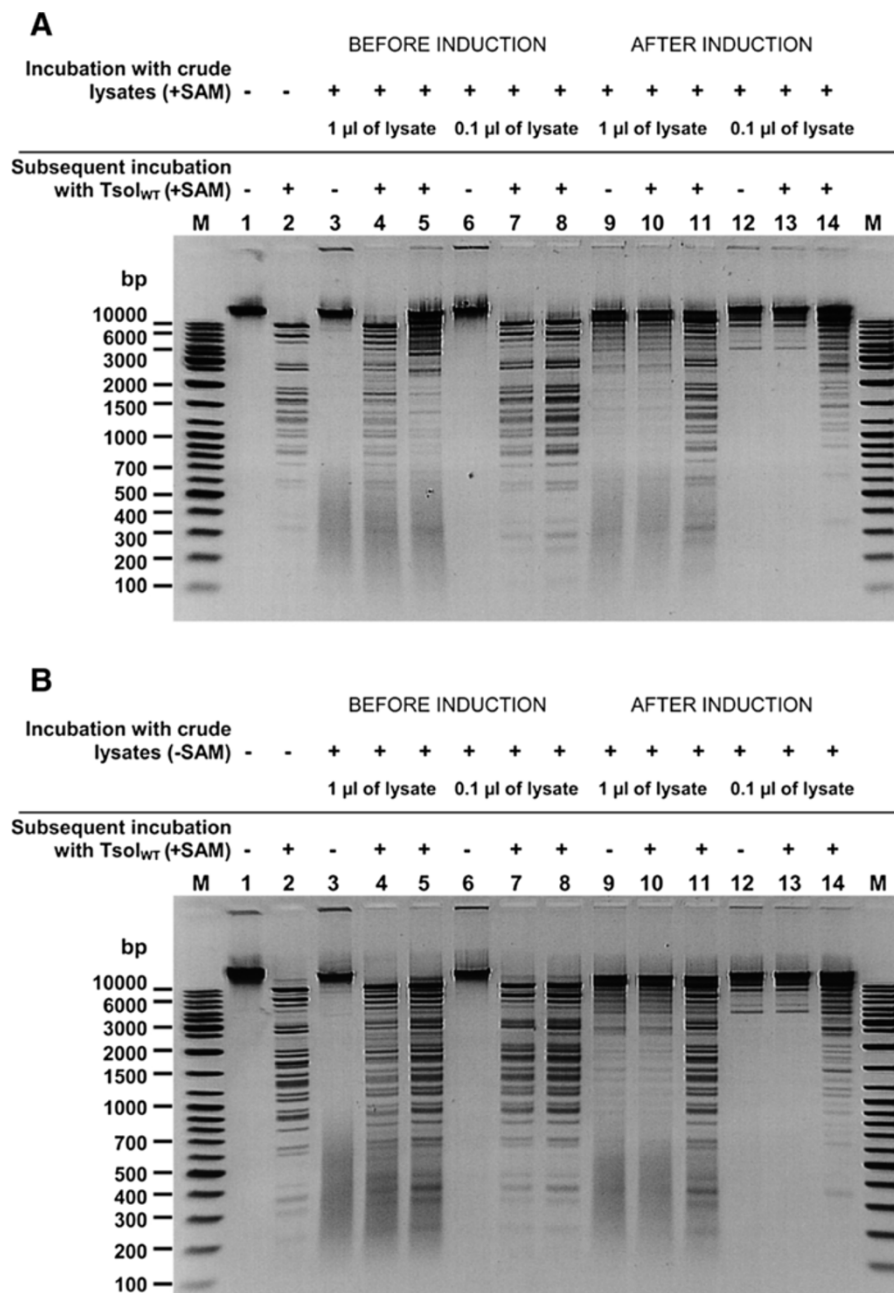 A
BEFORE INDUCTION AFTER INDUCTION
Incubation with crude
lysates (+SAM) - - + + + + + + + + + + + +
1 µl of lysate 0.1 µl of lysate 1 µl of lysate 0.1 µl of lysate
Subsequent incubation
with TsoI_WT (+SAM) - + - + + - + + - + + - + +
M 1 2 3 4 5 6 7 8 9 10 11 12 13 14 M
bp
10000
6000
3000
2000
1500
1000
700
500
400
300
200
100
B
BEFORE INDUCTION AFTER INDUCTION
Incubation with crude
lysates (-SAM) - - + + + + + + + + + + + +
1 µl of lysate 0.1 µl of lysate 1 µl of lysate 0.1 µl of lysate
Subsequent incubation
with TsoI_WT (+SAM) - + - + + - + + - + + - + +
M 1 2 3 4 5 6 7 8 9 10 11 12 13 14 M
bp
10000
6000
3000
2000
1500
1000
700
500
400
300
200
100